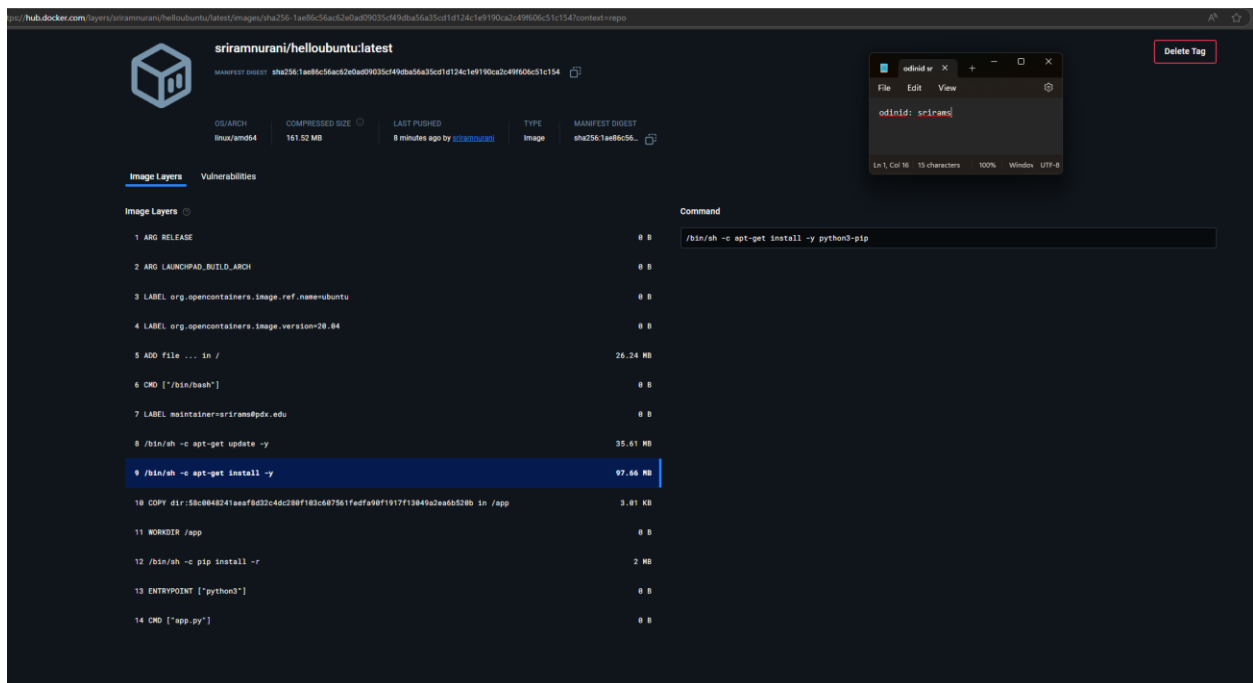 tps://hub.docker.com/layers/sriramnurani/helloubuntu/latest/images/sha256-1ae86c56ac62e0ad09035cf49dba56a35cd1d124c1e9190ca2c49f606c51c154?context=repo
sriramnurani/helloubuntu:latest
Delete Tag
MANIFEST DIGEST sha256:1ae86c56ac62e0ad09035cf49dba56a35cd1d124c1e9190ca2c49f606c51c154
odinid sr
File Edit View
odinid: srirams
Ln 1, Col 16 15 characters 100% Window UTF-8
OS/ARCH COMPRESSED SIZE LAST PUSHED TYPE MANIFEST DIGEST
linux/amd64 161.52 MB 8 minutes ago by sriramnurani Image sha256:1ae86c56...
Image Layers Vulnerabilities
Image Layers
Command
1 ARG RELEASE 0 B
/bin/sh -c apt-get install -y python3-pip
2 ARG LAUNCHPAD_BUILD_ARCH 0 B
3 LABEL org.opencontainers.image.ref.name=ubuntu 0 B
4 LABEL org.opencontainers.image.version=20.04 0 B
5 ADD file ... in / 26.24 MB
6 CMD ["/bin/bash"] 0 B
7 LABEL maintainer=srirams@pdx.edu 0 B
8 /bin/sh -c apt-get update -y 35.61 MB
9 /bin/sh -c apt-get install -y 97.66 MB
10 COPY dir:58c0048241aeaf8d32c4dc280f103c607561fedfa90f1917f13049a2ea6b520b in /app 3.01 KB
11 WORKDIR /app 0 B
12 /bin/sh -c pip install -r 2 MB
13 ENTRYPOINT ["python3"] 0 B
14 CMD ["app.py"] 0 B